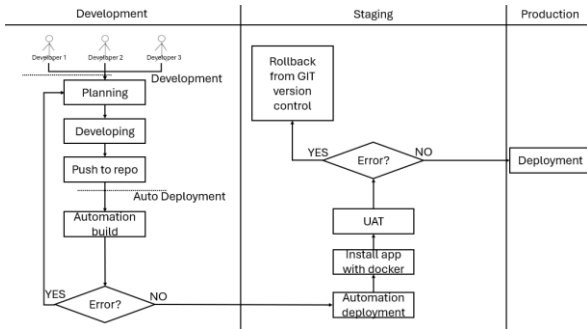 Development
Staging
Production
Developer 1
Developer 2
Developer 3
Development
Planning
Developing
Push to repo
Auto Deployment
Automation
build
YES
Error?
NO
Rollback
from GIT
version
control
YES
Error?
NO
UAT
Install app
with docker
Automation
deployment
Deployment